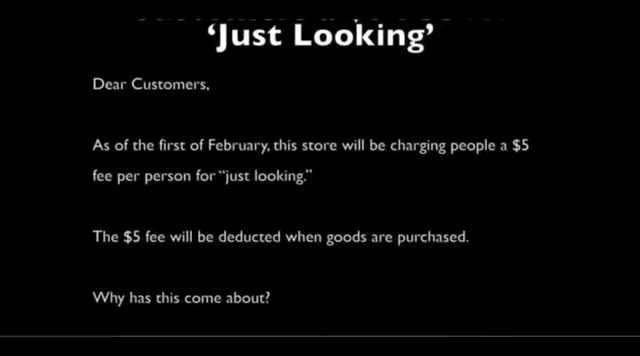 ‘Just Looking’
Dear Customers,
As of the first of February, this store will be charging people a $5
fee per person for “just looking.”
The $5 fee will be deducted when goods are purchased.
Why has this come about?